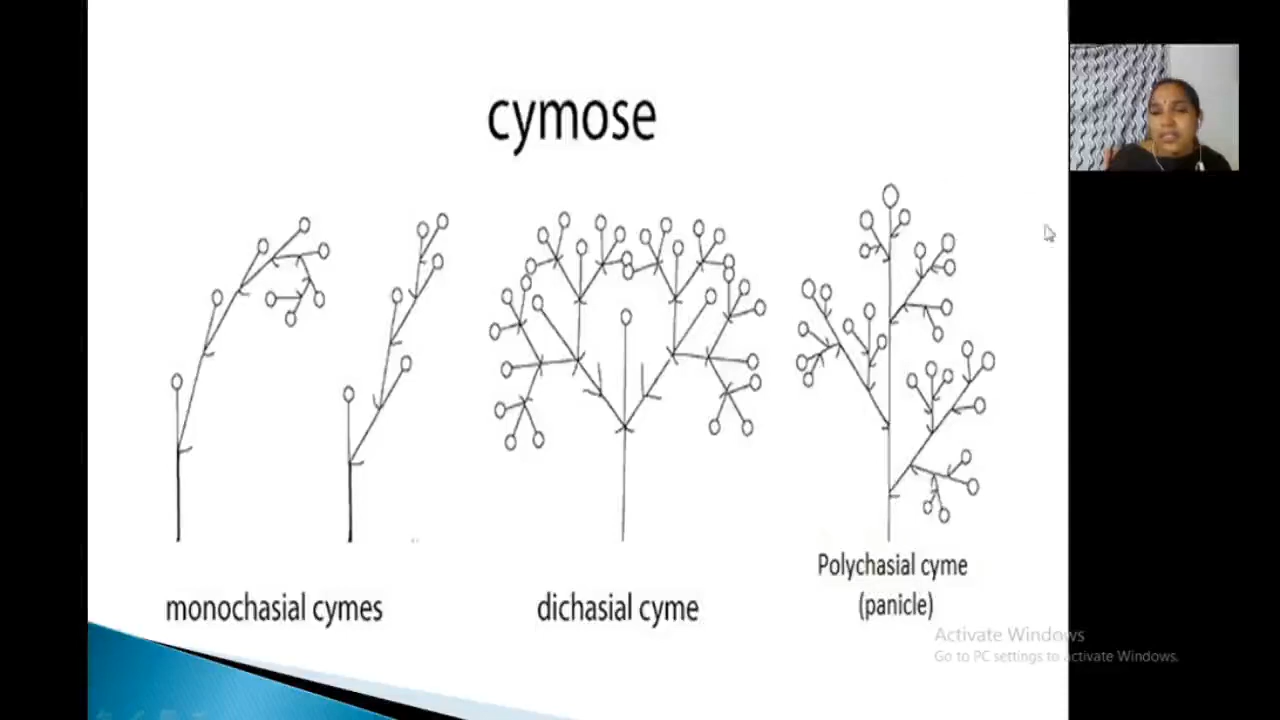 cymose
monochasial cymes
dichasial cyme
Polychasial cyme
(panicle)
Activate Windows
Go to PC settings to activate Windows.